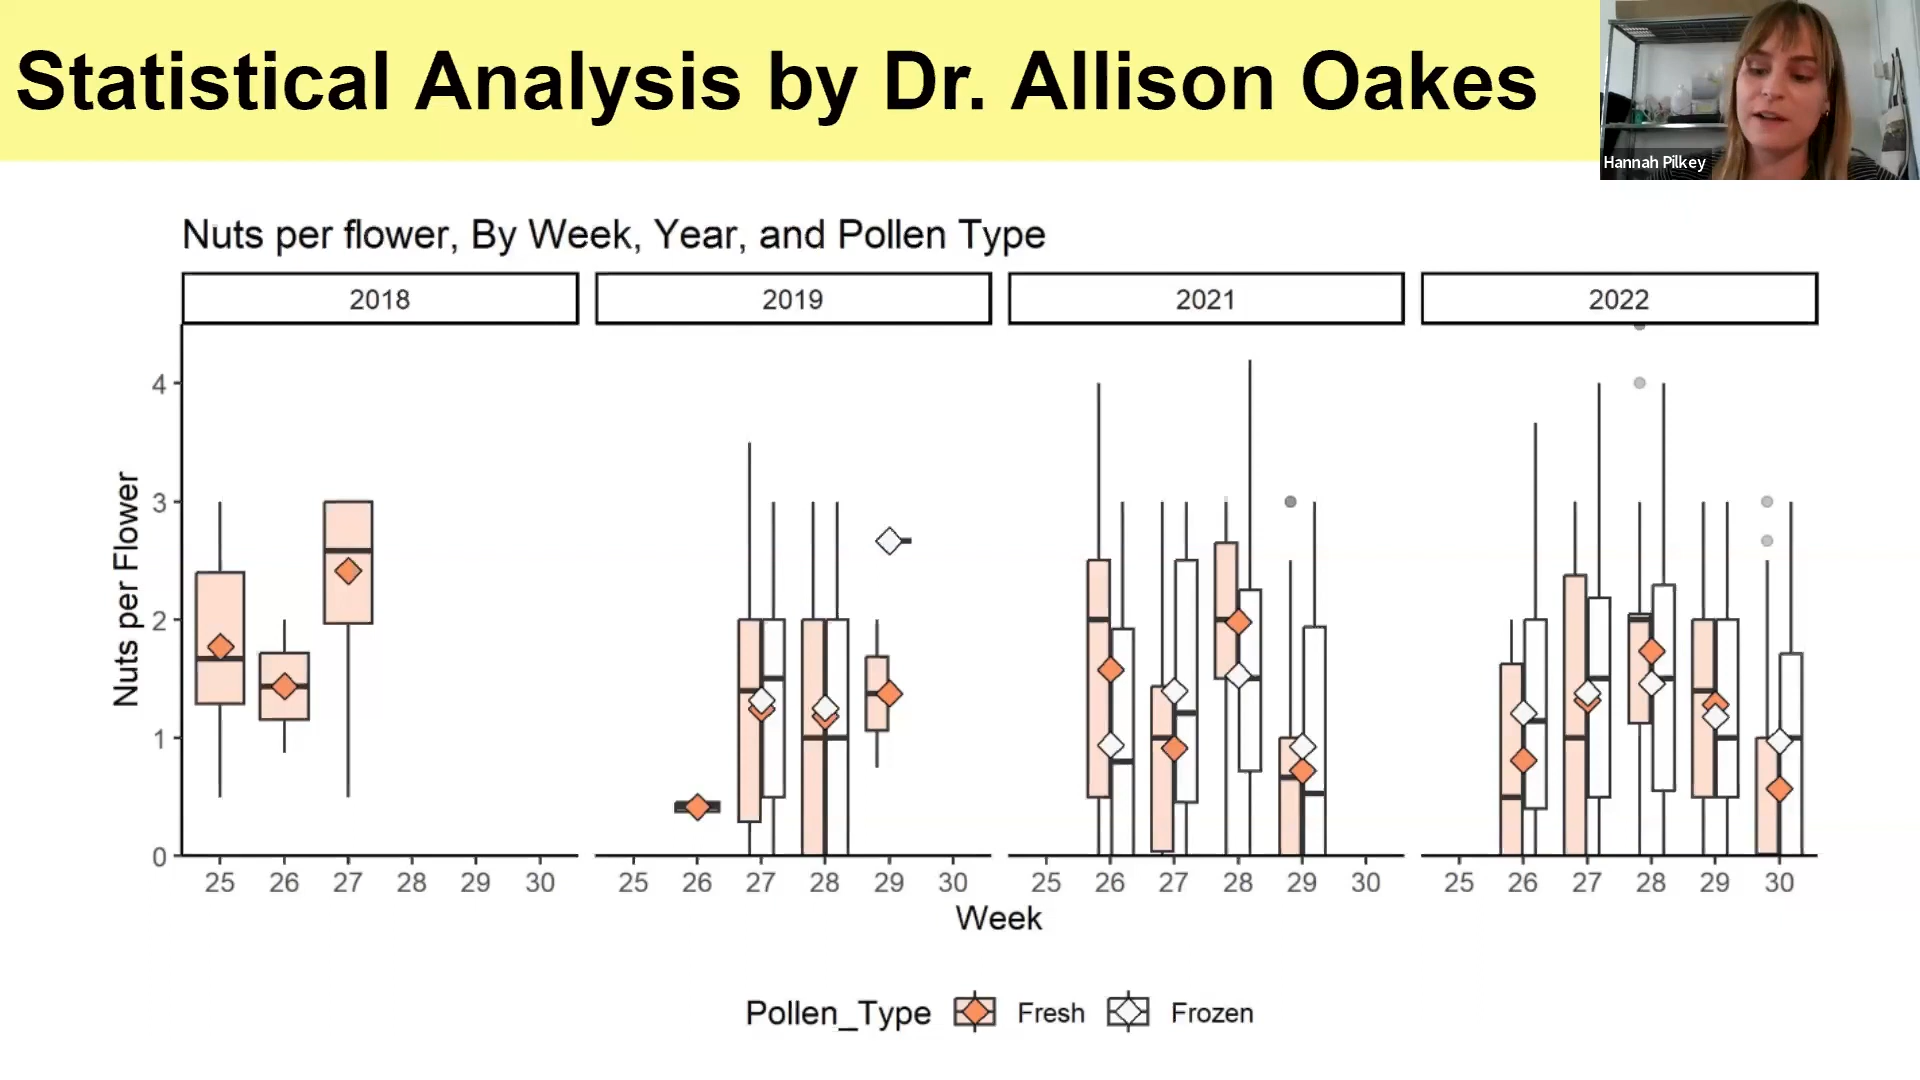 Statistical Analysis by Dr. Allison Oakes
Hannah Pilkey
Nuts per flower, By Week, Year, and Pollen Type
2018 2019 2021 2022
Nuts per Flower
4
3
2
1
0
25 26 27 28 29 30 25 26 27 28 29 30 25 26 27 28 29 30 25 26 27 28 29 30
Week
Pollen_Type Fresh Frozen